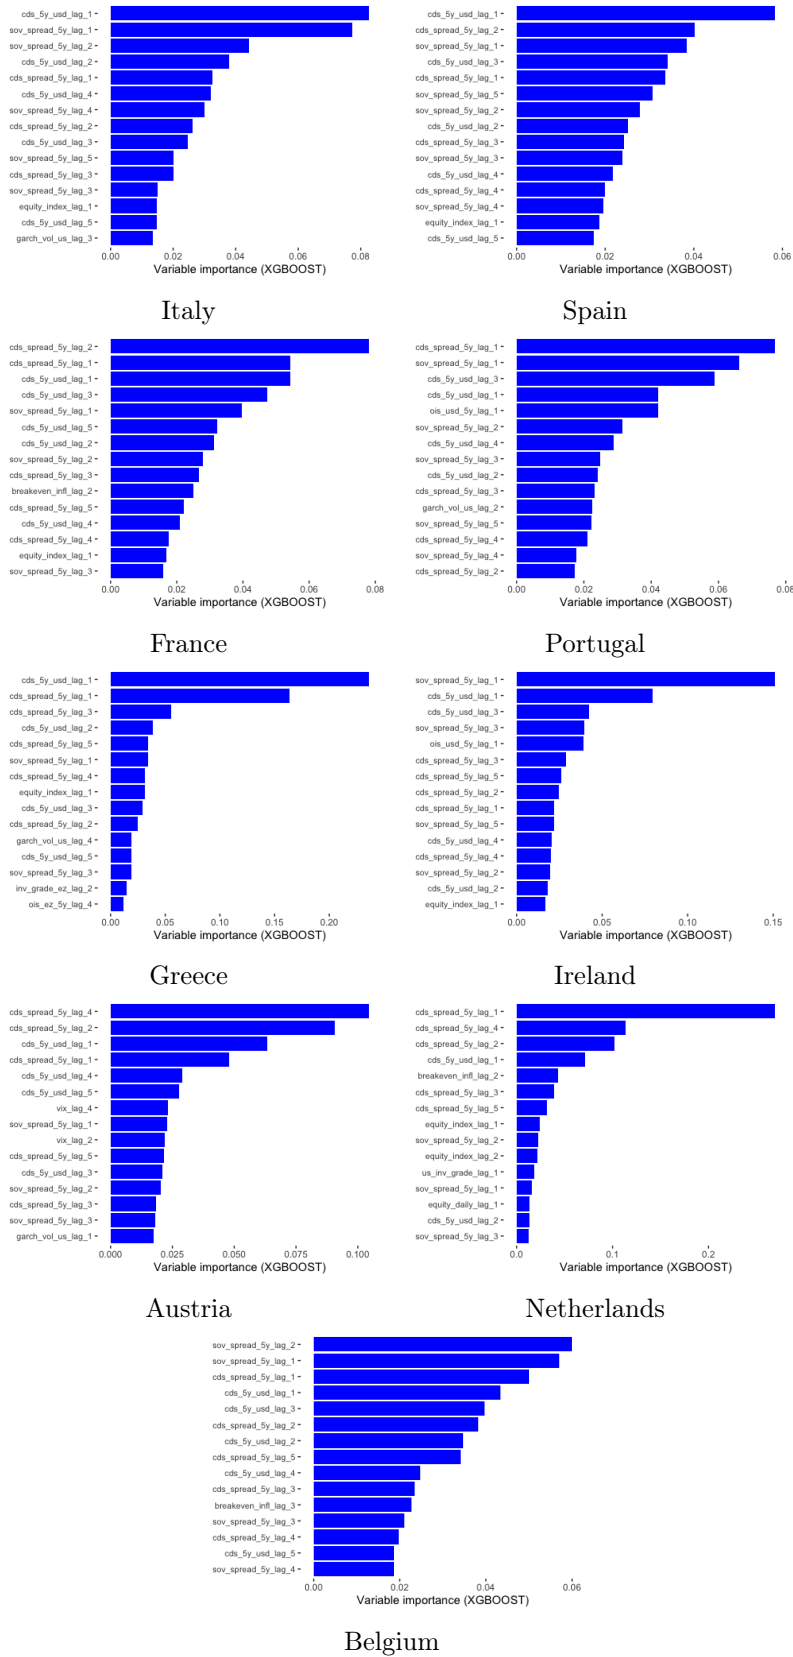 cds_5y_usd_lag_1
sov_spread_5y_lag_1
sov_spread_5y_lag_2
cds_5y_usd_lag_2
cds_spread_5y_lag_1
cds_5y_usd_lag_4
sov_spread_5y_lag_4
cds_spread_5y_lag_2
cds_5y_usd_lag_3
sov_spread_5y_lag_5
cds_spread_5y_lag_3
sov_spread_5y_lag_3
equity_index_lag_1
cds_5y_usd_lag_5
garch_vol_us_lag_3
0.00 0.02 0.04 0.06 0.08
Variable importance (XGBOOST)
Italy
cds_5y_usd_lag_1
cds_spread_5y_lag_2
sov_spread_5y_lag_1
cds_5y_usd_lag_3
cds_spread_5y_lag_1
sov_spread_5y_lag_5
sov_spread_5y_lag_2
cds_5y_usd_lag_2
cds_spread_5y_lag_3
sov_spread_5y_lag_3
cds_5y_usd_lag_4
cds_spread_5y_lag_4
sov_spread_5y_lag_4
equity_index_lag_1
cds_5y_usd_lag_5
0.00 0.02 0.04 0.06
Variable importance (XGBOOST)
Spain
cds_spread_5y_lag_2
cds_spread_5y_lag_1
cds_5y_usd_lag_1
cds_5y_usd_lag_3
sov_spread_5y_lag_1
cds_5y_usd_lag_5
cds_5y_usd_lag_2
sov_spread_5y_lag_2
cds_spread_5y_lag_3
breakeven_infl_lag_2
cds_spread_5y_lag_5
cds_5y_usd_lag_4
cds_spread_5y_lag_4
equity_index_lag_1
sov_spread_5y_lag_3
0.00 0.02 0.04 0.06 0.08
Variable importance (XGBOOST)
France
cds_spread_5y_lag_1
sov_spread_5y_lag_1
cds_5y_usd_lag_3
cds_5y_usd_lag_1
ois_usd_5y_lag_1
sov_spread_5y_lag_2
cds_5y_usd_lag_4
sov_spread_5y_lag_3
cds_5y_usd_lag_2
cds_spread_5y_lag_3
garch_vol_us_lag_2
sov_spread_5y_lag_5
cds_spread_5y_lag_4
sov_spread_5y_lag_4
cds_spread_5y_lag_2
0.00 0.02 0.04 0.06 0.08
Variable importance (XGBOOST)
Portugal
cds_5y_usd_lag_1
cds_spread_5y_lag_1
cds_spread_5y_lag_3
cds_5y_usd_lag_2
cds_spread_5y_lag_5
sov_spread_5y_lag_1
cds_spread_5y_lag_4
equity_index_lag_1
cds_5y_usd_lag_3
cds_spread_5y_lag_2
garch_vol_us_lag_4
cds_5y_usd_lag_5
sov_spread_5y_lag_3
inv_grade_ez_lag_2
ois_ez_5y_lag_4
0.00 0.05 0.10 0.15 0.20
Variable importance (XGBOOST)
Greece
sov_spread_5y_lag_1
cds_5y_usd_lag_1
cds_5y_usd_lag_3
sov_spread_5y_lag_3
ois_usd_5y_lag_1
cds_spread_5y_lag_3
cds_spread_5y_lag_5
cds_spread_5y_lag_2
cds_spread_5y_lag_1
sov_spread_5y_lag_5
cds_5y_usd_lag_4
cds_spread_5y_lag_4
sov_spread_5y_lag_2
cds_5y_usd_lag_2
equity_index_lag_1
0.00 0.05 0.10 0.15
Variable importance (XGBOOST)
Ireland
cds_spread_5y_lag_4
cds_spread_5y_lag_2
cds_5y_usd_lag_1
cds_spread_5y_lag_1
cds_5y_usd_lag_4
cds_5y_usd_lag_5
vix_lag_4
sov_spread_5y_lag_1
vix_lag_2
cds_spread_5y_lag_5
cds_5y_usd_lag_3
sov_spread_5y_lag_2
cds_spread_5y_lag_3
sov_spread_5y_lag_3
garch_vol_us_lag_1
0.000 0.025 0.050 0.075 0.100
Variable importance (XGBOOST)
Austria
cds_spread_5y_lag_1
cds_spread_5y_lag_4
cds_spread_5y_lag_2
cds_5y_usd_lag_1
breakeven_infl_lag_2
cds_spread_5y_lag_3
cds_spread_5y_lag_5
equity_index_lag_1
sov_spread_5y_lag_2
equity_index_lag_2
us_inv_grade_lag_1
sov_spread_5y_lag_1
equity_daily_lag_1
cds_5y_usd_lag_2
sov_spread_5y_lag_3
0.0 0.1 0.2
Variable importance (XGBOOST)
Netherlands
sov_spread_5y_lag_2
sov_spread_5y_lag_1
cds_spread_5y_lag_1
cds_5y_usd_lag_1
cds_5y_usd_lag_3
cds_spread_5y_lag_2
cds_5y_usd_lag_2
cds_spread_5y_lag_5
cds_5y_usd_lag_4
cds_spread_5y_lag_3
breakeven_infl_lag_3
sov_spread_5y_lag_3
cds_spread_5y_lag_4
cds_5y_usd_lag_5
sov_spread_5y_lag_4
0.00 0.02 0.04 0.06
Variable importance (XGBOOST)
Belgium